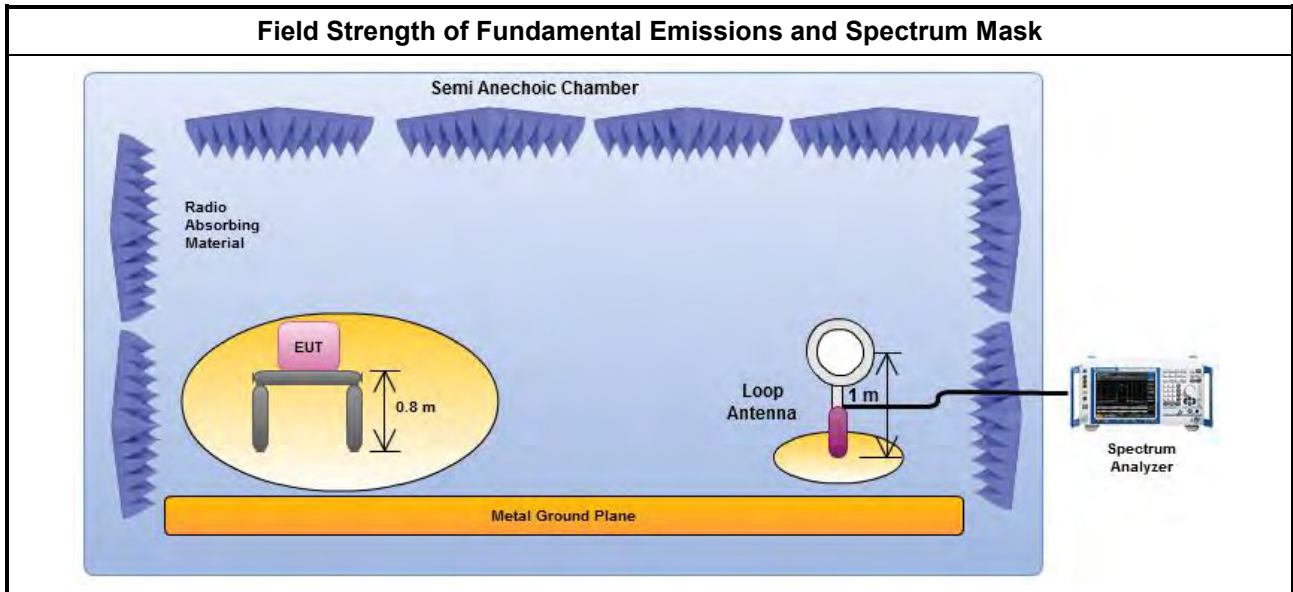 Field Strength of Fundamental Emissions and Spectrum Mask
Semi Anechoic Chamber
Radio
Absorbing
Material
EUT
0.8 m
Loop
Antenna
1 m
Spectrum
Analyzer
Metal Ground Plane